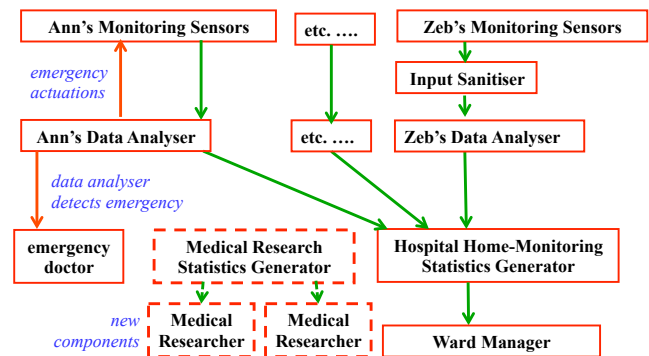 Ann's Monitoring Sensors
etc. ….
Zeb's Monitoring Sensors
emergency
actuations
Input Sanitiser
Ann's Data Analyser
etc. ….
Zeb's Data Analyser
data analyser
detects emergency
emergency
doctor
Medical Research
Statistics Generator
Hospital Home-Monitoring
Statistics Generator
new
components
Medical
Researcher
Medical
Researcher
Ward Manager